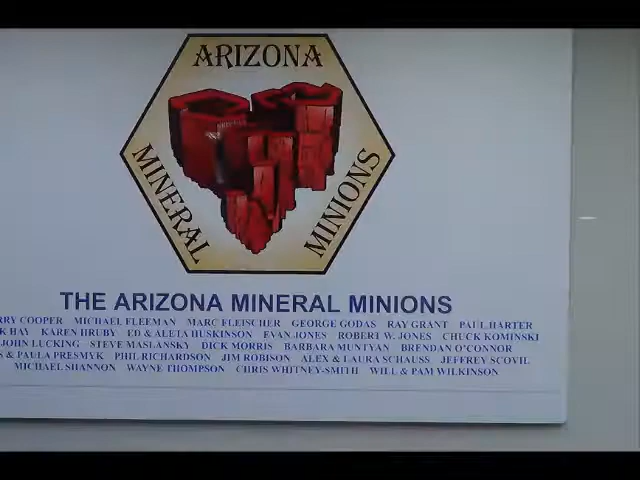 ARIZONA
MINERAL
MINIONS
THE ARIZONA MINERAL MINIONS
RRY COOPER MICHAEL FLEEMAN MARC FLEISCHER GEORGE GODAS RAY GRANT PAUL HARTER
K HAY KAREN HRUBY ED & ALETA HUSKINSON EVAN JONES ROBERT W. JONES CHUCK KOMINSKI
JOHN LUCKING STEVE MASLANSKY DICK MORRIS BARBARA MUNTYAN BRENDAN O'CONNOR
S & PAULA PRESMYK PHIL RICHARDSON JIM ROBISON ALEX & LAURA SCHAUSS JEFFREY SCOVIL
MICHAEL SHANNON WAYNE THOMPSON CHRIS WHITNEY-SMITH WILL & PAM WILKINSON